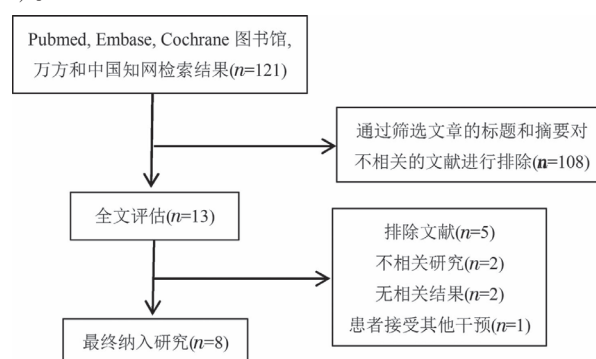 Pubmed, Embase, Cochrane 图书馆,
万方和中国知网检索结果(n=121)
通过筛选文章的标题和摘要对
不相关的文献进行排除(n=108)
全文评估(n=13)
排除文献(n=5)
不相关研究(n=2)
无相关结果(n=2)
患者接受其他干预(n=1)
最终纳入研究(n=8)